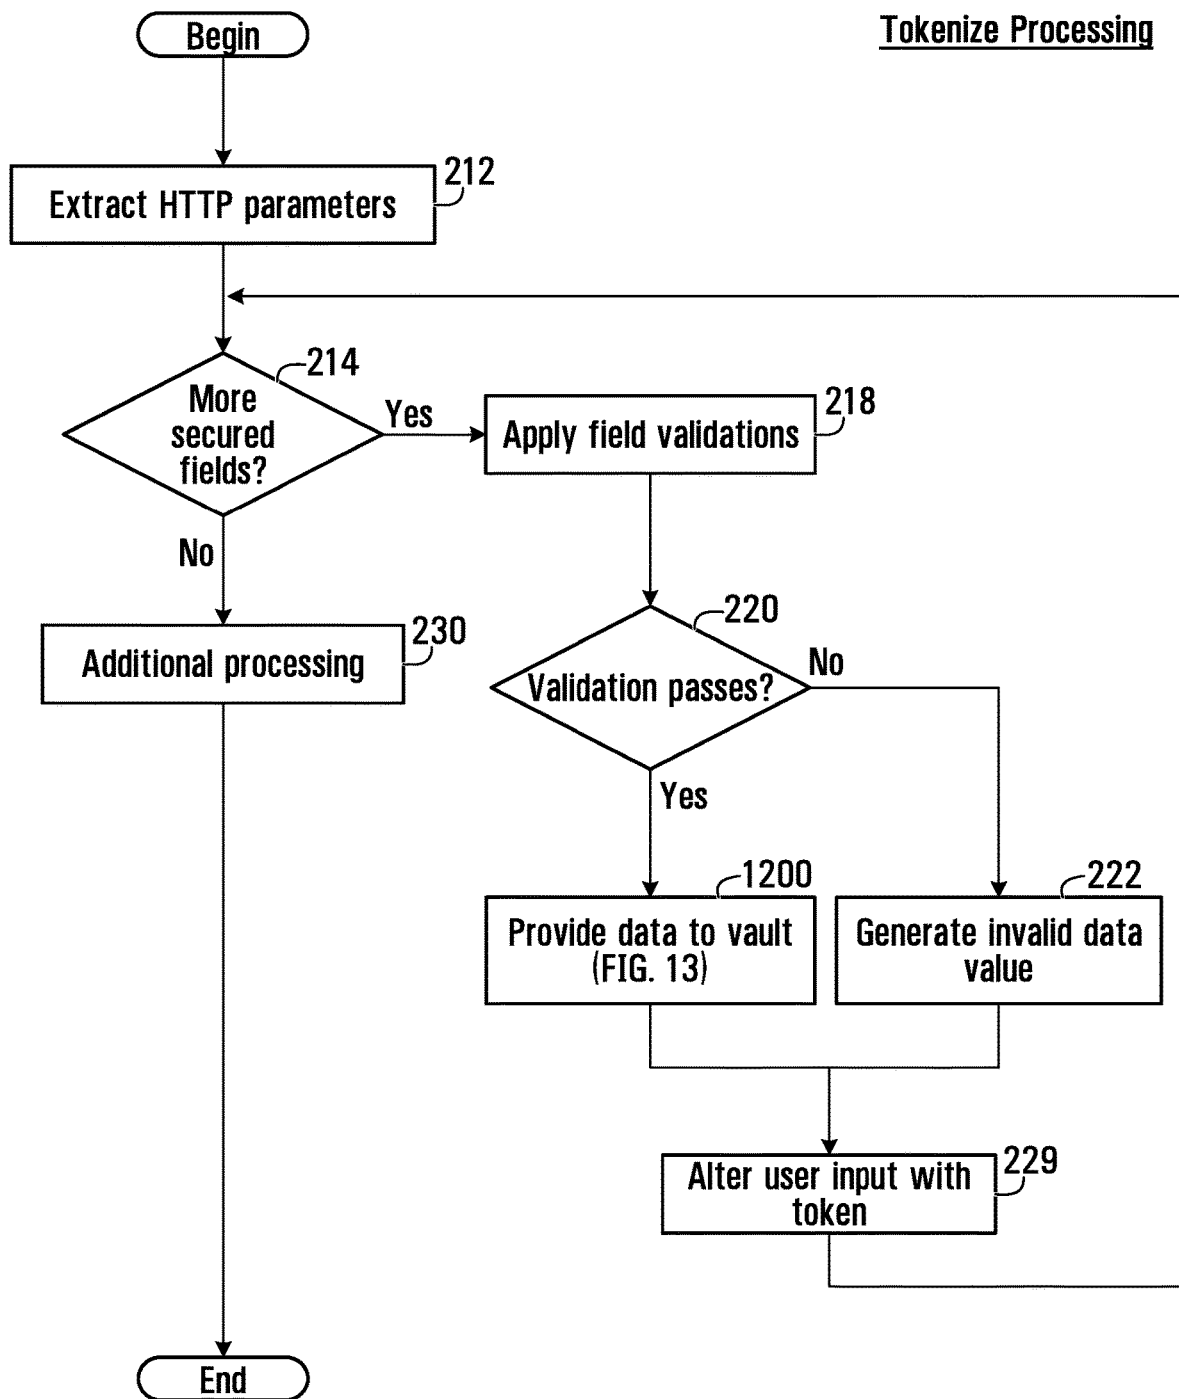 Begin
Tokenize Processing
212
Extract HTTP parameters
214
More
secured
fields?
Yes
218
Apply field validations
No
230
Additional processing
220
Validation passes?
No
Yes
1200
Provide data to vault
(FIG. 13)
222
Generate invalid data
value
229
Alter user input with
token
End